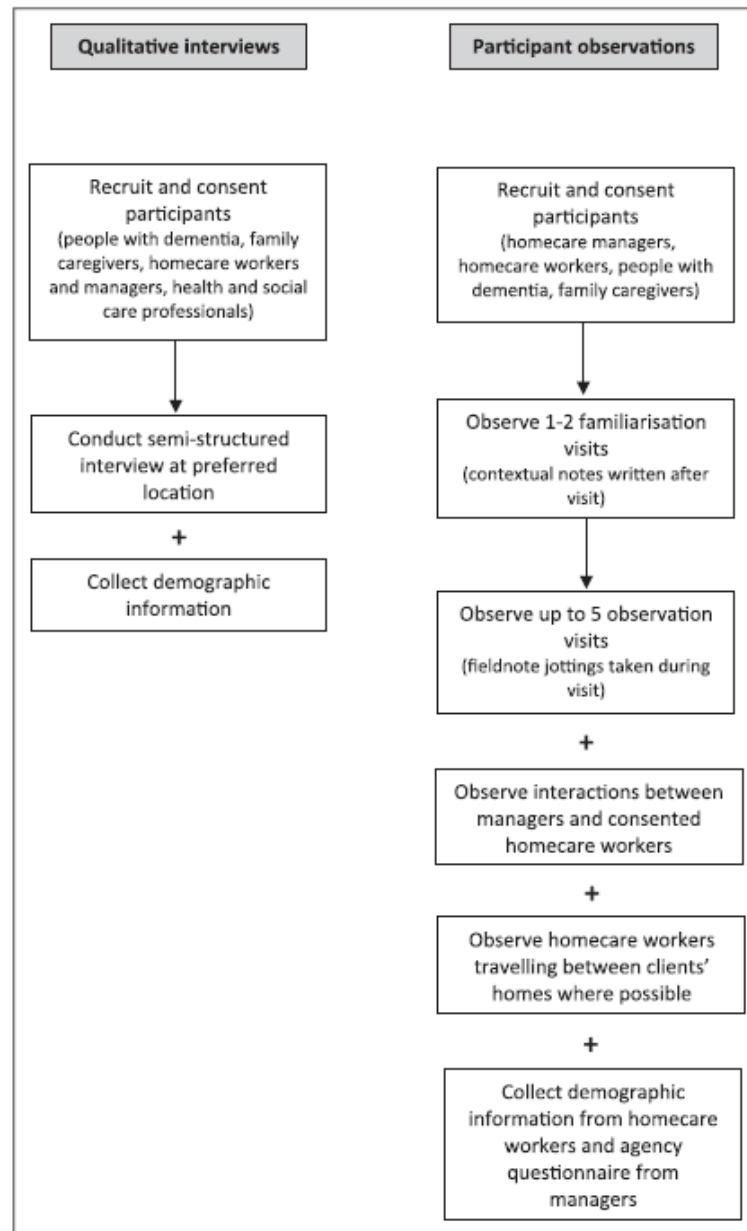 Qualitative interviews
Recruit and consent
participants
(people with dementia, family
caregivers, homecare workers
and managers, health and social
care professionals)
Conduct semi-structured
interview at preferred
location
+
Collect demographic
information
Participant observations
Recruit and consent
participants
(homecare managers,
homecare workers, people with
dementia, family caregivers)
Observe 1-2 familiarisation
visits
(contextual notes written after
visit)
Observe up to 5 observation
visits
(fieldnote jottings taken during
visit)
+
Observe interactions between
managers and consented
homecare workers
+
Observe homecare workers
travelling between clients’
homes where possible
+
Collect demographic
information from homecare
workers and agency
questionnaire from
managers